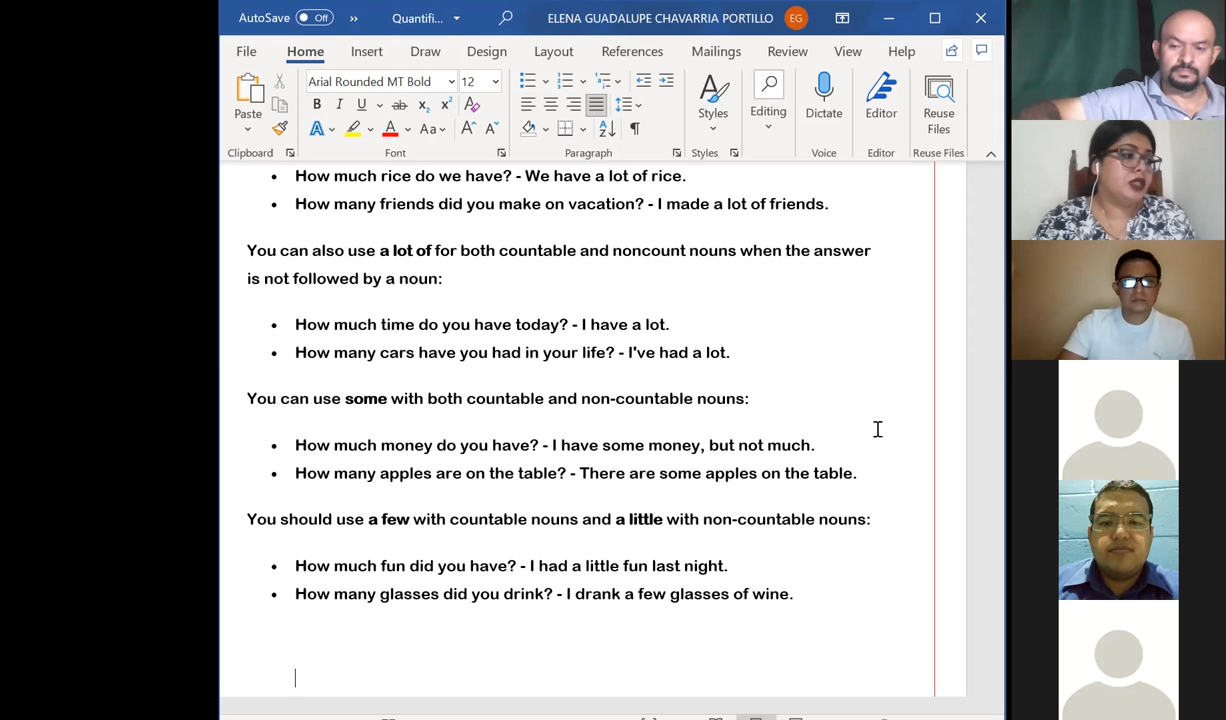 AutoSave Off Quantifi... ELENA GUADALUPE CHAVARRIA PORTILLO EG
File Home Insert Draw Design Layout References Mailings Review View Help
Arial Rounded MT Bold 12
Paste Styles Editing Dictate Editor Reuse Files
Clipboard Font Paragraph Styles Voice Editor Reuse Files
• How much rice do we have? - We have a lot of rice.
• How many friends did you make on vacation? - I made a lot of friends.
You can also use a lot of for both countable and noncount nouns when the answer
is not followed by a noun:
• How much time do you have today? - I have a lot.
• How many cars have you had in your life? - I've had a lot.
You can use some with both countable and non-countable nouns:
• How much money do you have? - I have some money, but not much.
• How many apples are on the table? - There are some apples on the table.
You should use a few with countable nouns and a little with non-countable nouns:
• How much fun did you have? - I had a little fun last night.
• How many glasses did you drink? - I drank a few glasses of wine.